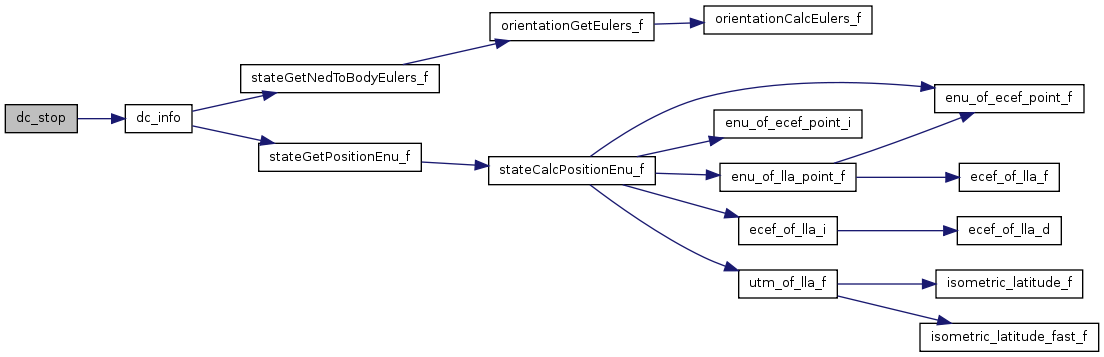 dc_stop
dc_info
stateGetNedToBodyEulers_f
orientationGetEulers_f
orientationCalcEulers_f
stateGetPositionEnu_f
stateCalcPositionEnu_f
enu_of_ecef_point_f
enu_of_ecef_point_i
enu_of_lla_point_f
ecef_of_lla_f
ecef_of_lla_i
ecef_of_lla_d
utm_of_lla_f
isometric_latitude_f
isometric_latitude_fast_f